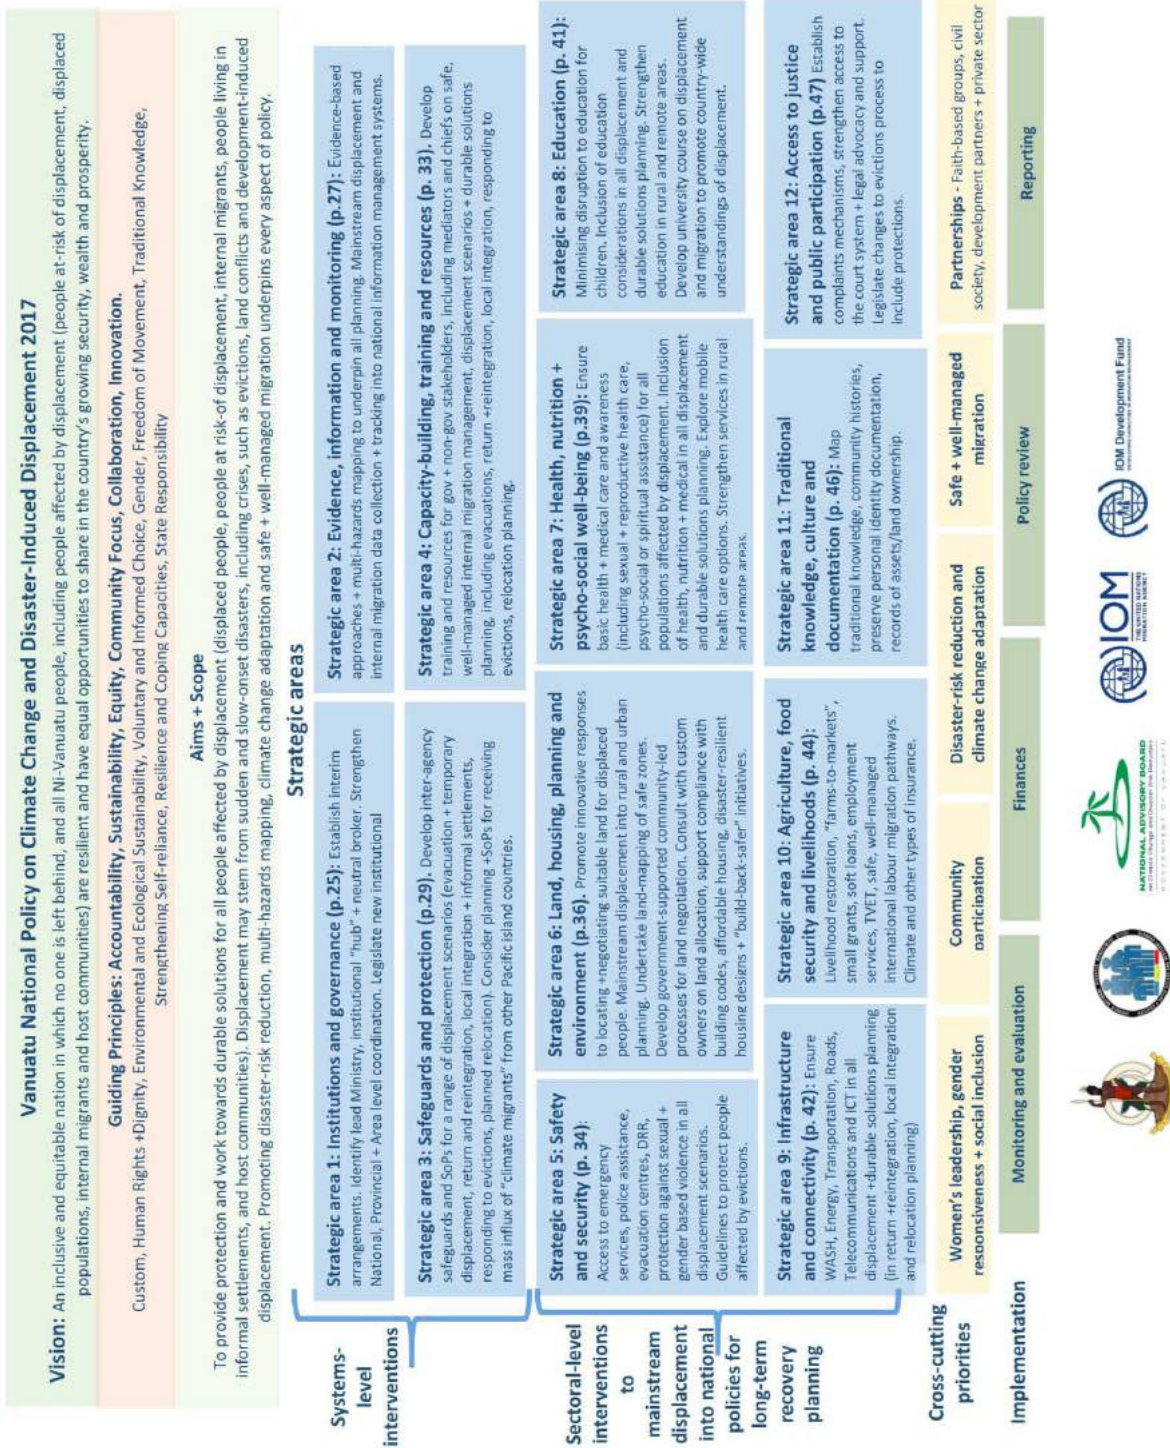 Vanuatu National Policy on Climate Change and Disaster-Induced Displacement 2017
Vision: An inclusive and equitable nation in which no one is left behind, and all Ni-Vanuatu people, including people affected by displacement (people at-risk of displacement, displaced
populations, internal migrants and host communities) are resilient and have equal opportunities to share in the country's growing security, wealth and prosperity.
Guiding Principles: Accountability, Sustainability, Equity, Community Focus, Collaboration, Innovation.
Custom, Human Rights +Dignity, Environmental and Ecological Sustainability, Voluntary and Informed Choice, Gender, Freedom of Movement, Traditional Knowledge,
Strengthening Self-reliance, Resilience and Coping Capacities, State Responsibility
Aims + Scope
To provide protection and work towards durable solutions for all people affected by displacement (displaced people, people at risk-of displacement, internal migrants, people living in
informal settlements, and host communities). Displacement may stem from sudden and slow-onset disasters, including crises, such as evictions, land conflicts and development-induced
displacement. Promoting disaster-risk reduction, multi-hazards mapping, climate change adaptation and safe + well-managed migration underpins every aspect of policy.
Strategic areas
Systems-
level
interventions
Strategic area 1: Institutions and governance (p.25): Establish interim
arrangements. Identify lead Ministry, institutional "hub" + neutral broker. Strengthen
National, Provincial + Area level coordination. Legislate new institutional
Strategic area 2: Evidence, information and monitoring (p.27): Evidence-based
approaches + multi-hazards mapping to underpin all planning. Mainstream displacement and
internal migration data collection + tracking into national information management systems.
Strategic area 3: Safeguards and protection (p.29). Develop inter-agency
safeguards and SoPs for a range of displacement scenarios (evacuation + temporary
displacement, return and reintegration, local integration + informal settlements,
responding to evictions, planned relocation). Consider planning +SoPs for receiving
mass influx of "climate migrants" from other Pacific island countries.
Strategic area 4: Capacity-building, training and resources (p. 33). Develop
training and resources for gov + non-gov stakeholders, including mediators and chiefs on safe,
well-managed internal migration management, displacement scenarios + durable solutions
planning, including evacuations, return +reintegration, local integration, responding to
evictions, relocation planning.
Sectoral-level
interventions
to
mainstream
displacement
into national
policies for
long-term
recovery
planning
Strategic area 5: Safety
and security (p. 34):
Access to emergency
services, police assistance,
evacuation centres, DRR,
protection against sexual +
gender based violence in all
displacement scenarios.
Guidelines to protect people
affected by evictions.
Strategic area 6: Land, housing, planning and
environment (p.36). Promote innovative responses
to locating +negotiating suitable land for displaced
people. Mainstream displacement into rural and urban
planning. Undertake land-mapping of safe zones.
Develop government-supported community-led
processes for land negotiation. Consult with custom
owners on land allocation, support compliance with
building codes, affordable housing, disaster-resilient
housing designs + "build-back-safer" initiatives.
Strategic area 7: Health, nutrition +
psycho-social well-being (p.39): Ensure
basic health + medical care and awareness
(including sexual + reproductive health care,
psycho-social or spiritual assistance) for all
populations affected by displacement. Inclusion
of health, nutrition + medical in all displacement
and durable solutions planning. Explore mobile
health care options. Strengthen services in rural
and remote areas.
Strategic area 8: Education (p. 41):
Minimising disruption to education for
children. Inclusion of education
considerations in all displacement and
durable solutions planning. Strengthen
education in rural and remote areas.
Develop university course on displacement
and migration to promote country-wide
understandings of displacement.
Strategic area 9: Infrastructure
and connectivity (p. 42): Ensure
WASH, Energy, Transportation, Roads,
Telecommunications and ICT in all
displacement +durable solutions planning
(in return +reintegration, local integration
and relocation planning)
Strategic area 10: Agriculture, food
security and livelihoods (p. 44):
Livelihood restoration, "farms-to-markets",
small grants, soft loans, employment
services, TVET, safe, well-managed
international labour migration pathways.
Climate and other types of insurance.
Strategic area 11: Traditional
knowledge, culture and
documentation (p. 46): Map
traditional knowledge, community histories,
preserve personal identity documentation,
records of assets/land ownership.
Strategic area 12: Access to justice
and public participation (p.47) Establish
complaints mechanisms, strengthen access to
the court system + legal advocacy and support.
Legislate changes to evictions process to
include protections.
Cross-cutting
priorities
Women's leadership, gender
responsiveness + social inclusion
Community
participation
Disaster-risk reduction and
climate change adaptation
Safe + well-managed
migration
Partnerships - Faith-based groups, civil
society, development partners + private sector
Implementation
Monitoring and evaluation
Finances
Policy review
Reporting
NATIONAL ADVISORY BOARD
on Climate Change and Disaster Risk Reduction
GOVERNMENT OF VANUATU
IOM
THE UNITED NATIONS
MIGRATION AGENCY
IOM Development Fund